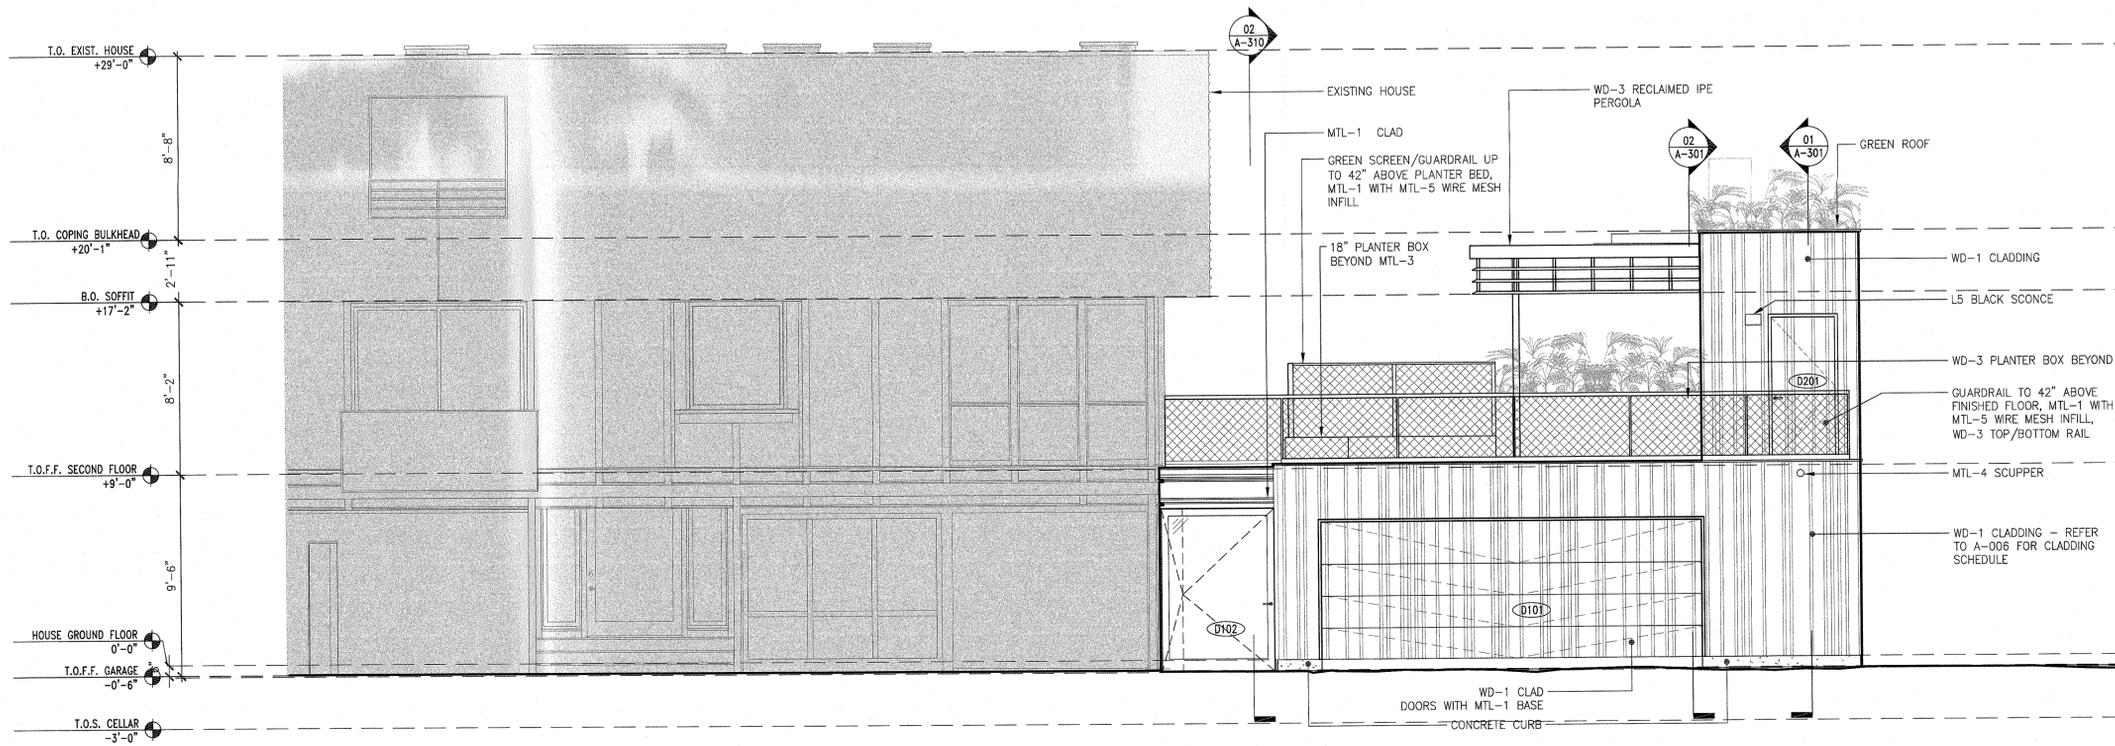 T.O. EXIST. HOUSE
+29'-0"
8'-8"
T.O. COPING BULKHEAD
+20'-1"
2'-11"
B.O. SOFFIT
+17'-2"
8'-2"
T.O.F.F. SECOND FLOOR
+9'-0"
9'-6"
HOUSE GROUND FLOOR
0'-0"
T.O.F.F. GARAGE
-0'-6"
T.O.S. CELLAR
-3'-0"
02
A-310
EXISTING HOUSE
MTL-1 CLAD
GREEN SCREEN/GUARDRAIL UP
TO 42" ABOVE PLANTER BED,
MTL-1 WITH MTL-5 WIRE MESH
INFILL
18" PLANTER BOX
BEYOND MTL-3
WD-3 RECLAIMED IPE
PERGOLA
02
A-301
01
A-301
GREEN ROOF
WD-1 CLADDING
L5 BLACK SCONCE
WD-3 PLANTER BOX BEYOND
D201
GUARDRAIL TO 42" ABOVE
FINISHED FLOOR, MTL-1 WITH
MTL-5 WIRE MESH INFILL,
WD-3 TOP/BOTTOM RAIL
MTL-4 SCUPPER
WD-1 CLADDING - REFER
TO A-006 FOR CLADDING
SCHEDULE
D101
D102
WD-1 CLAD
DOORS WITH MTL-1 BASE
CONCRETE CURB